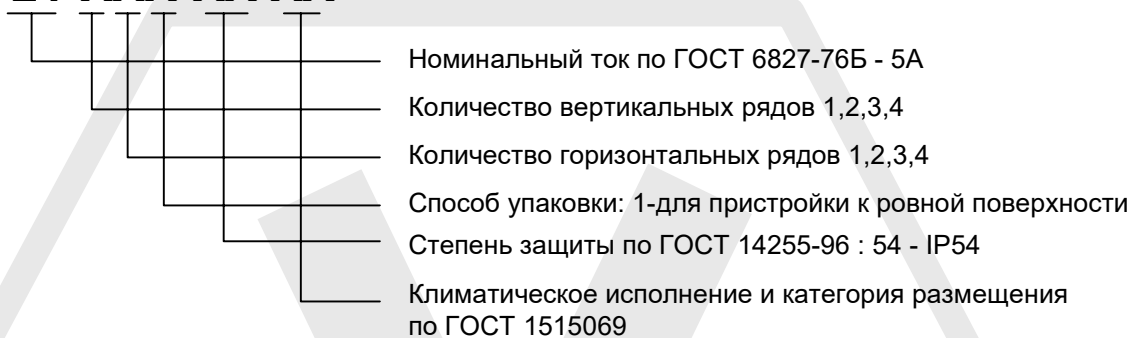 Номинальный ток по ГОСТ 6827-76Б - 5А
Количество вертикальных рядов 1,2,3,4
Количество горизонтальных рядов 1,2,3,4
Способ упаковки: 1-для пристройки к ровной поверхности
Степень защиты по ГОСТ 14255-96 : 54 - IP54
Климатическое исполнение и категория размещения
по ГОСТ 1515069